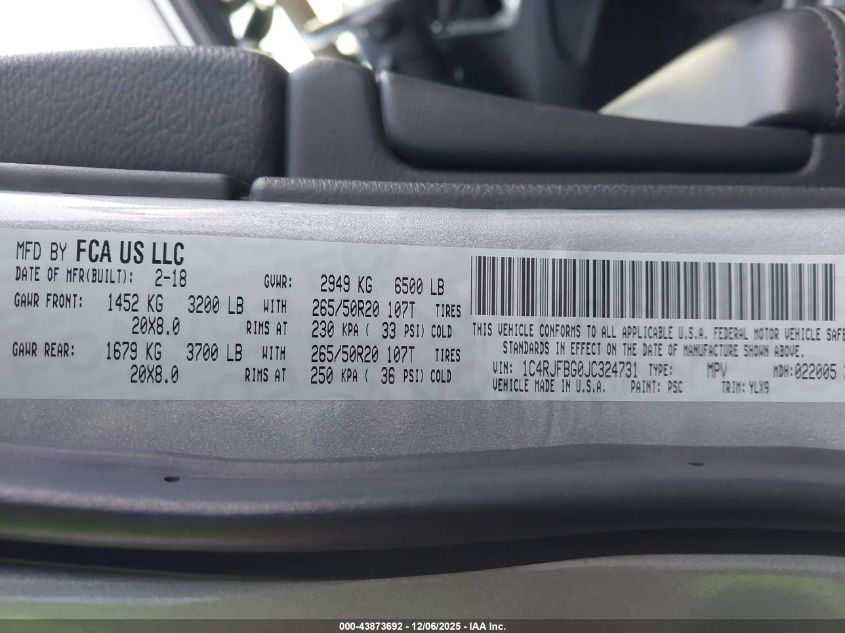 MFD BY FCA US LLC
DATE OF MFR(BUILT): 2-18 GVWR: 2949 KG 6500 LB
GAWR FRONT: 1452 KG 3200 LB WITH 265/50R20 107T TIRES
20X8.0 RIMS AT 230 KPA ( 33 PSI) COLD
GAWR REAR: 1679 KG 3700 LB WITH 265/50R20 107T TIRES
20X8.0 RIMS AT 250 KPA ( 36 PSI) COLD
THIS VEHICLE CONFORMS TO ALL APPLICABLE U.S.A. FEDERAL MOTOR VEHICLE SAFE
STANDARDS IN EFFECT ON THE DATE OF MANUFACTURE SHOWN ABOVE.
VIN: 1C4RJFBG0JC324731 TYPE: MPV MDH:022005
VEHICLE MADE IN U.S.A. PAINT: PSC TRIM: YLX9
000-43873692 - 12/06/2025 - IAA Inc.